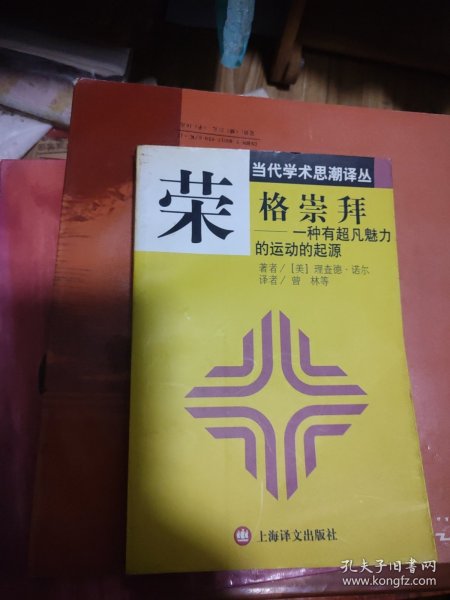 当代学术思潮译丛
荣格崇拜
——一种有超凡魅力
的运动的起源
著者/［美］理查德·诺尔
译者/曾 林等
上海译文出版社
孔夫子旧书网
www.kongfz.com